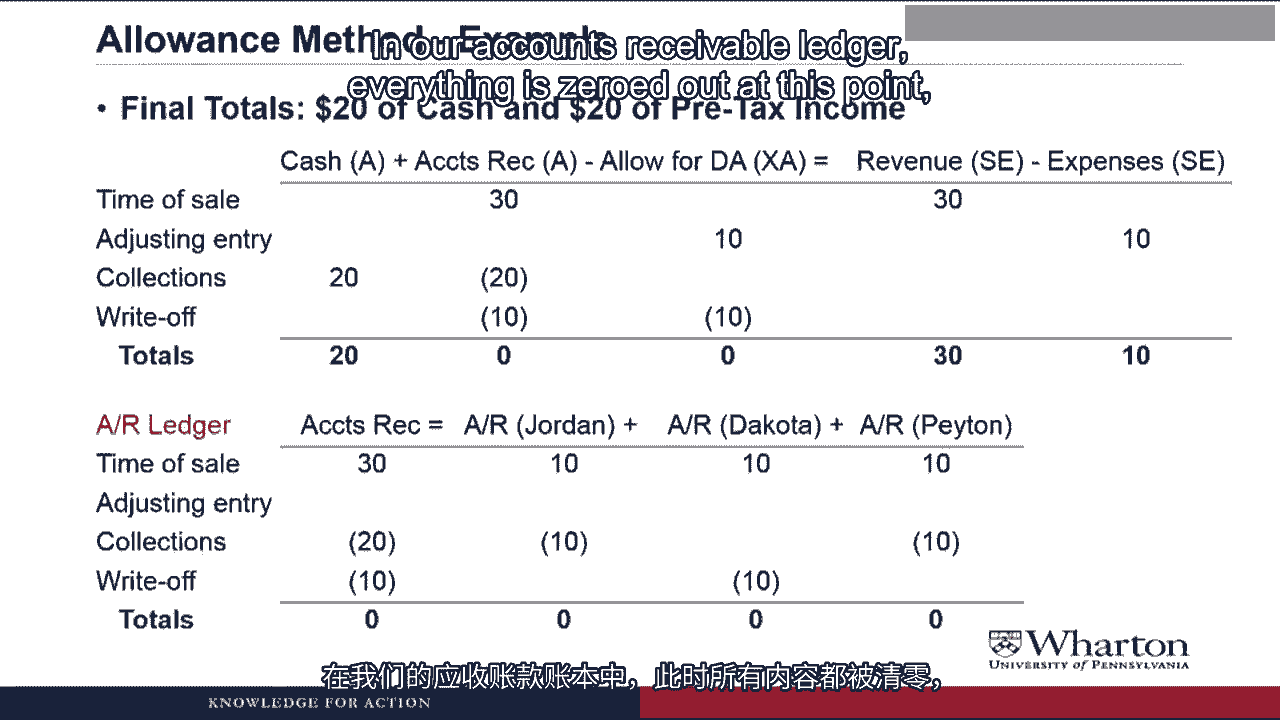 Allowance Method - Example
In our accounts receivable ledger,
everything is zeroed out at this point,
• Final Totals: $20 of Cash and $20 of Pre-Tax Income
Cash (A) + Accts Rec (A) - Allow for DA (XA) = Revenue (SE) - Expenses (SE)
Time of sale 30 30
Adjusting entry 10 10
Collections 20 (20)
Write-off (10) (10)
Totals 20 0 0 30 10
A/R Ledger Accts Rec = A/R (Jordan) + A/R (Dakota) + A/R (Peyton)
Time of sale 30 10 10 10
Adjusting entry
Collections (20) (10) (10)
Write-off (10) (10)
Totals 0 0 0 0
Wharton
UNIVERSITY OF PENNSYLVANIA
在我们的应收账款账本中，此时所有内容都被清零，
KNOWLEDGE FOR ACTION